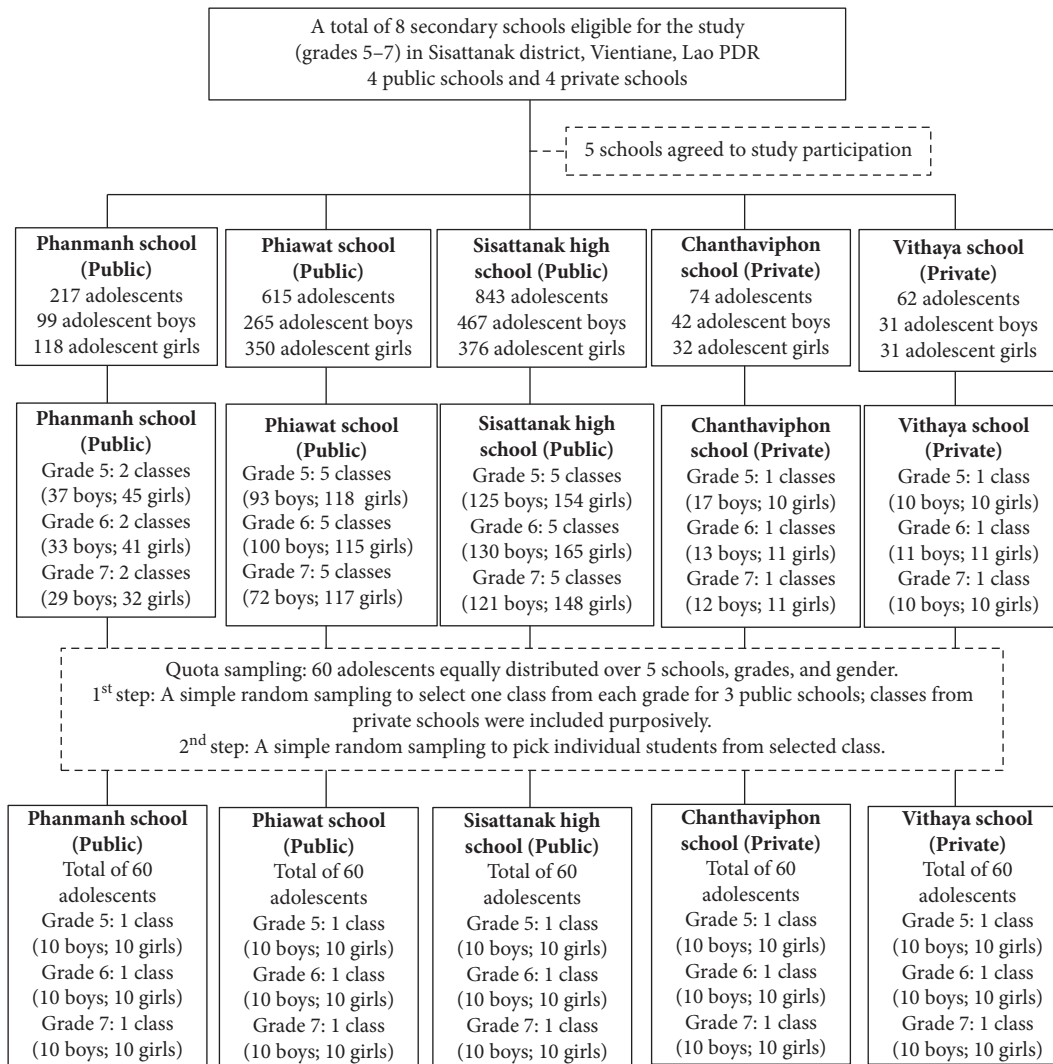 A total of 8 secondary schools eligible for the study
(grades 5–7) in Sisattanak district, Vientiane, Lao PDR
4 public schools and 4 private schools
5 schools agreed to study participation
Phanmanh school
(Public)
217 adolescents
99 adolescent boys
118 adolescent girls
Phiawat school
(Public)
615 adolescents
265 adolescent boys
350 adolescent girls
Sisattanak high
school (Public)
843 adolescents
467 adolescent boys
376 adolescent girls
Chanthaviphon
school (Private)
74 adolescents
42 adolescent boys
32 adolescent girls
Vithaya school
(Private)
62 adolescents
31 adolescent boys
31 adolescent girls
Phanmanh school
(Public)
Grade 5: 2 classes
(37 boys; 45 girls)
Grade 6: 2 classes
(33 boys; 41 girls)
Grade 7: 2 classes
(29 boys; 32 girls)
Phiawat school
(Public)
Grade 5: 5 classes
(93 boys; 118 girls)
Grade 6: 5 classes
(100 boys; 115 girls)
Grade 7: 5 classes
(72 boys; 117 girls)
Sisattanak high
school (Public)
Grade 5: 5 classes
(125 boys; 154 girls)
Grade 6: 5 classes
(130 boys; 165 girls)
Grade 7: 5 classes
(121 boys; 148 girls)
Chanthaviphon
school (Private)
Grade 5: 1 classes
(17 boys; 10 girls)
Grade 6: 1 classes
(13 boys; 11 girls)
Grade 7: 1 classes
(12 boys; 11 girls)
Vithaya school
(Private)
Grade 5: 1 class
(10 boys; 10 girls)
Grade 6: 1 class
(11 boys; 11 girls)
Grade 7: 1 class
(10 boys; 10 girls)
Quota sampling: 60 adolescents equally distributed over 5 schools, grades, and gender.
1st step: A simple random sampling to select one class from each grade for 3 public schools; classes from
private schools were included purposively.
2nd step: A simple random sampling to pick individual students from selected class.
Phanmanh school
(Public)
Total of 60
adolescents
Grade 5: 1 class
(10 boys; 10 girls)
Grade 6: 1 class
(10 boys; 10 girls)
Grade 7: 1 class
(10 boys; 10 girls)
Phiawat school
(Public)
Total of 60
adolescents
Grade 5: 1 class
(10 boys; 10 girls)
Grade 6: 1 class
(10 boys; 10 girls)
Grade 7: 1 class
(10 boys; 10 girls)
Sisattanak high
school (Public)
Total of 60
adolescents
Grade 5: 1 class
(10 boys; 10 girls)
Grade 6: 1 class
(10 boys; 10 girls)
Grade 7: 1 class
(10 boys; 10 girls)
Chanthaviphon
school (Private)
Total of 60
adolescents
Grade 5: 1 class
(10 boys; 10 girls)
Grade 6: 1 class
(10 boys; 10 girls)
Grade 7: 1 class
(10 boys; 10 girls)
Vithaya school
(Private)
Total of 60
adolescents
Grade 5: 1 class
(10 boys; 10 girls)
Grade 6: 1 class
(10 boys; 10 girls)
Grade 7: 1 class
(10 boys; 10 girls)